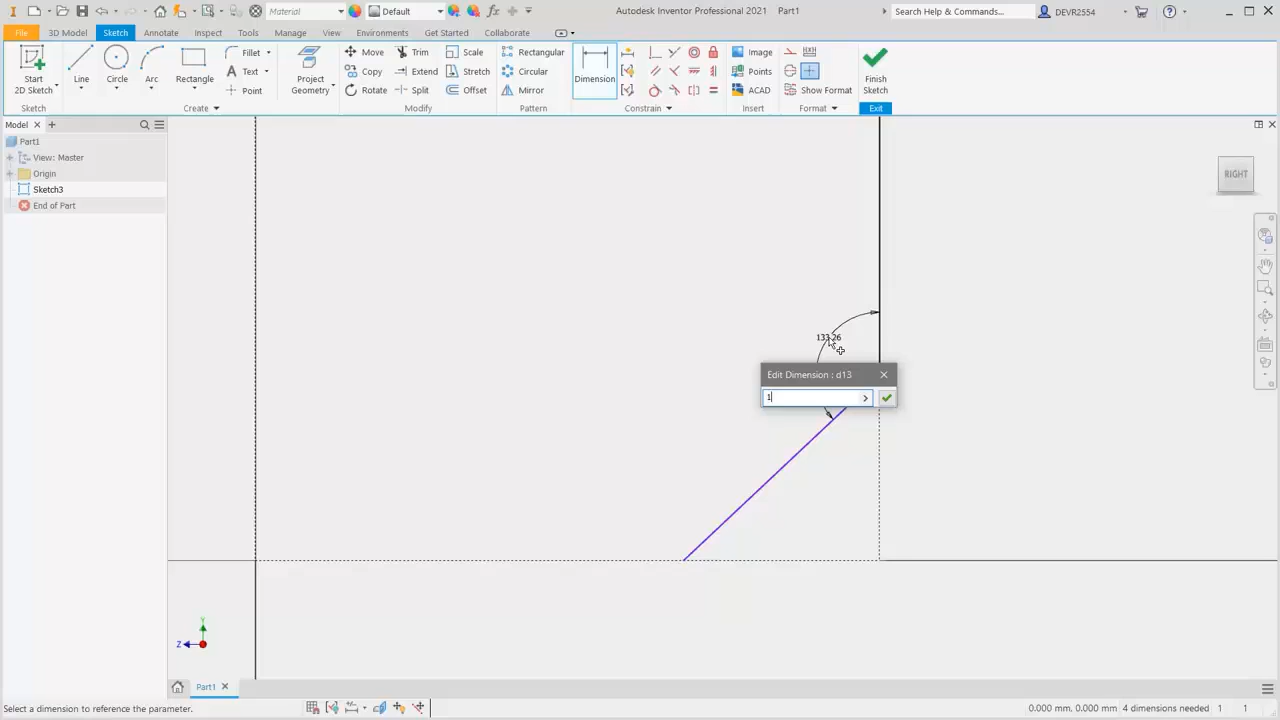 Material
Default
Autodesk Inventor Professional 2021 Part1
Search Help & Commands...
DEVR2554
File
3D Model
Sketch
Annotate
Inspect
Tools
Manage
View
Environments
Get Started
Collaborate
Start
2D Sketch
Line
Circle
Arc
Rectangle
Fillet
Text
Point
Project
Geometry
Move
Copy
Rotate
Trim
Extend
Split
Scale
Stretch
Offset
Rectangular
Circular
Mirror
Dimension
Image
Points
ACAD
Show Format
Finish
Sketch
Sketch
Create
Modify
Pattern
Constrain
Insert
Format
Exit
Model
Part1
View: Master
Origin
Sketch3
End of Part
RIGHT
133.26
Edit Dimension : d13
1
Y
Z
Part1
Select a dimension to reference the parameter.
0.000 mm, 0.000 mm
4 dimensions needed
1
1